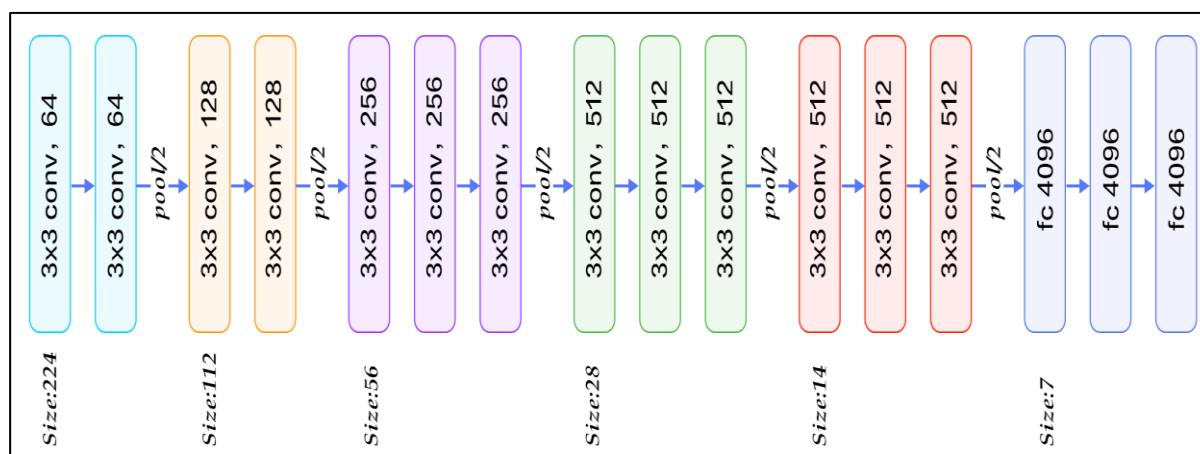 3x3 conv, 64
3x3 conv, 64
pool/2
3x3 conv, 128
3x3 conv, 128
pool/2
3x3 conv, 256
3x3 conv, 256
3x3 conv, 256
pool/2
3x3 conv, 512
3x3 conv, 512
3x3 conv, 512
pool/2
3x3 conv, 512
3x3 conv, 512
3x3 conv, 512
pool/2
fc 4096
fc 4096
fc 4096
Size:224
Size:112
Size:56
Size:28
Size:14
Size:7